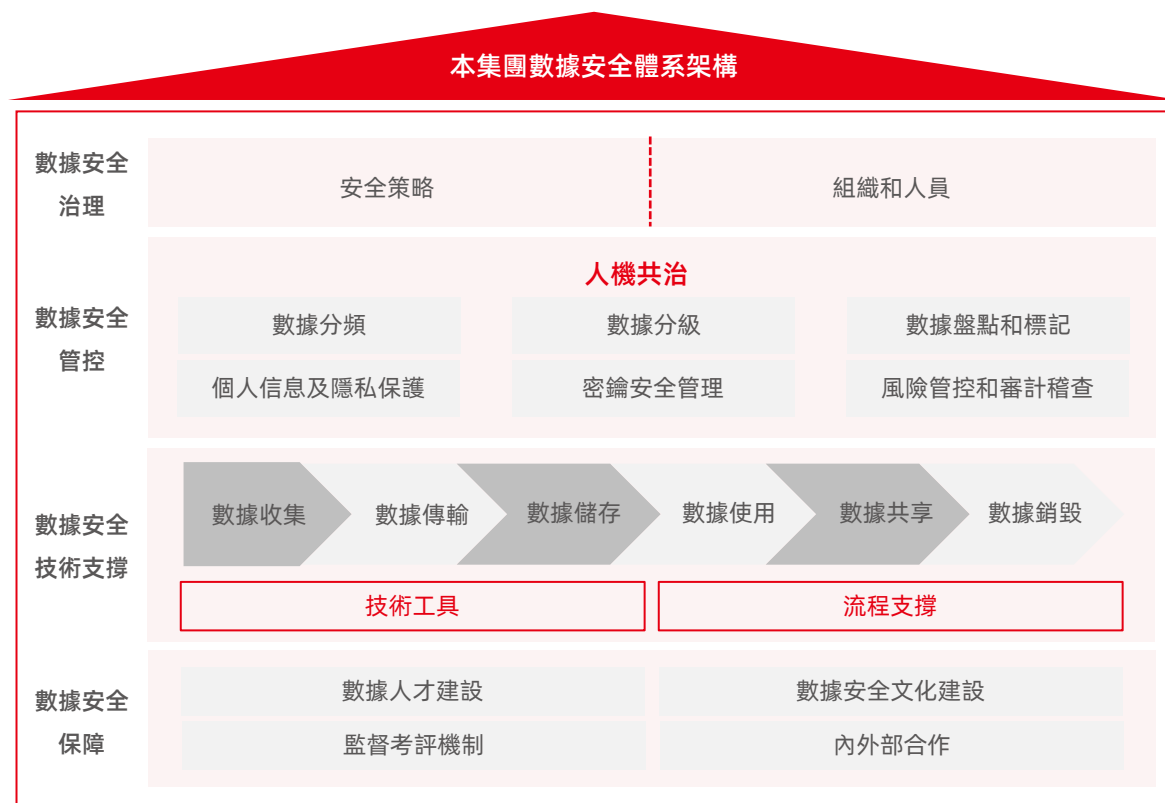 本集團數據安全體系架構
數據安全
治理
安全策略
組織和人員
數據安全
管控
人機共治
數據分頻
數據分級
數據盤點和標記
個人信息及隱私保護
密鑰安全管理
風險管控和審計稽查
數據安全
技術支撐
數據收集
數據傳輸
數據儲存
數據使用
數據共享
數據銷毀
技術工具
流程支撐
數據安全
保障
數據人才建設
數據安全文化建設
監督考評機制
內外部合作